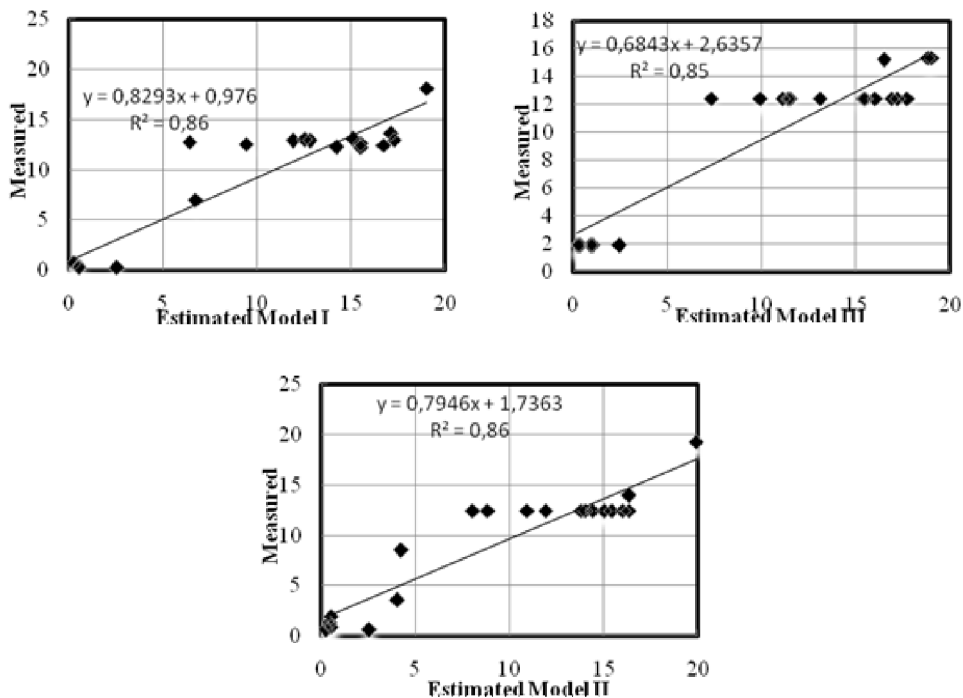 25
20
15
10
5
0
Measured
y = 0,8293x + 0,976
R² = 0,86
0 5 10 15 20
Estimated Model I
18
16
14
12
10
8
6
4
2
0
Measured
y = 0,6843x + 2,6357
R² = 0,85
0 5 10 15 20
Estimated Model III
25
20
15
10
5
0
Measured
y = 0,7946x + 1,7363
R² = 0,86
0 5 10 15 20
Estimated Model II